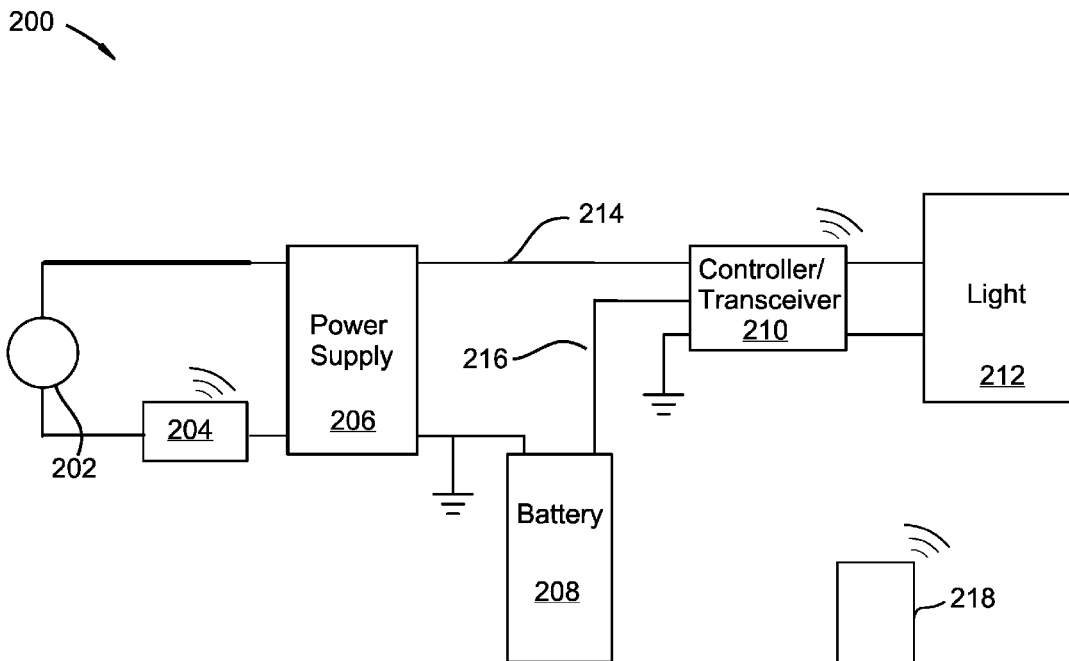 200
214
Controller/
Transceiver
210
Light
212
Power
Supply
206
216
204
202
Battery
208
218